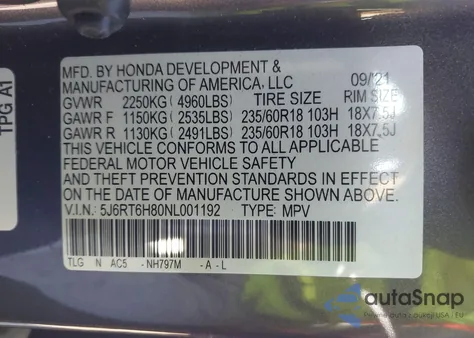 TPG A1
MFD. BY HONDA DEVELOPMENT &
MANUFACTURING OF AMERICA, LLC 09/21
GVWR 2250KG ( 4960LBS) TIRE SIZE RIM SIZE
GAWR F 1150KG ( 2535LBS) 235/60R18 103H 18X7.5J
GAWR R 1130KG ( 2491LBS) 235/60R18 103H 18X7.5J
THIS VEHICLE CONFORMS TO ALL APPLICABLE
FEDERAL MOTOR VEHICLE SAFETY
AND THEFT PREVENTION STANDARDS IN EFFECT
ON THE DATE OF MANUFACTURE SHOWN ABOVE.
V.I.N.: 5J6RT6H80NL001192 TYPE: MPV
TLG N AC5 - NH797M - A - L
autoSnap